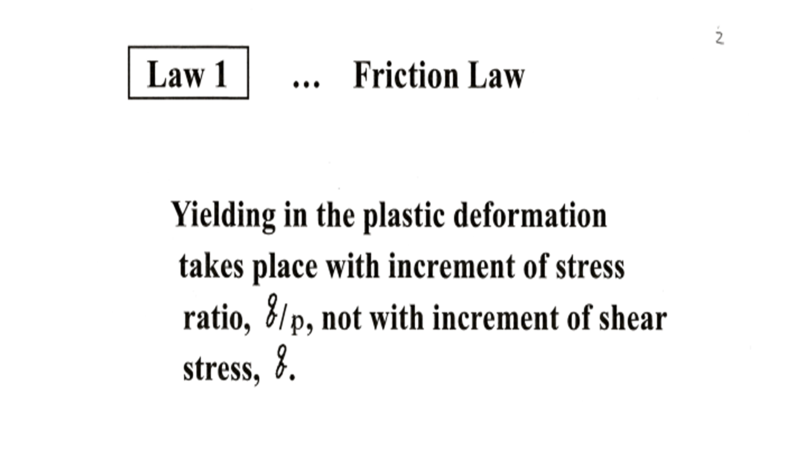 2
Law 1 ... Friction Law
Yielding in the plastic deformation
takes place with increment of stress
ratio, q/p, not with increment of shear
stress, q.